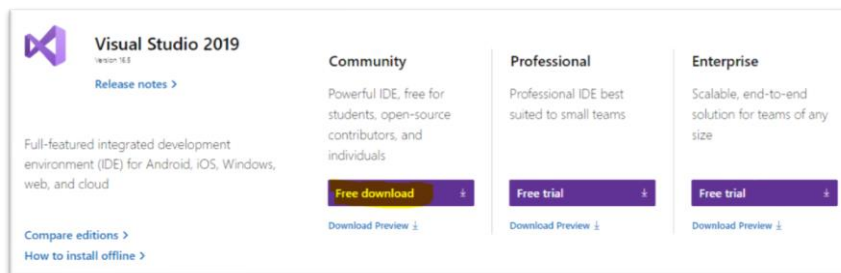 Visual Studio 2019
Version 16.5
Release notes >
Full-featured integrated development
environment (IDE) for Android, iOS, Windows,
web, and cloud
Compare editions >
How to install offline >
Community
Powerful IDE, free for
students, open-source
contributors, and
individuals
Free download
Download Preview
Professional
Professional IDE best
suited to small teams
Free trial
Download Preview
Enterprise
Scalable, end-to-end
solution for teams of any
size
Free trial
Download Preview